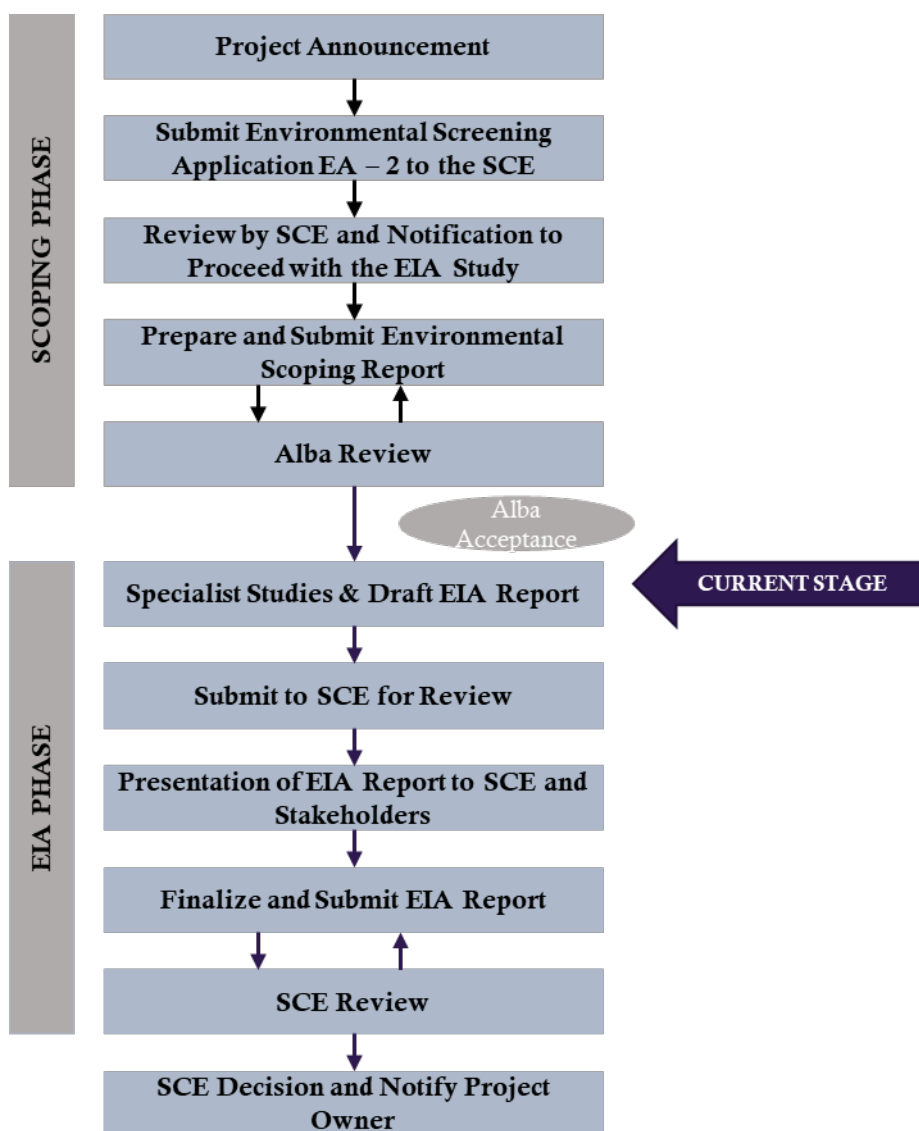 SCOPING PHASE
Project Announcement
Submit Environmental Screening
Application EA – 2 to the SCE
Review by SCE and Notification to
Proceed with the EIA Study
Prepare and Submit Environmental
Scoping Report
Alba Review
Alba
Acceptance
EIA PHASE
Specialist Studies & Draft EIA Report
CURRENT STAGE
Submit to SCE for Review
Presentation of EIA Report to SCE and
Stakeholders
Finalize and Submit EIA Report
SCE Review
SCE Decision and Notify Project
Owner